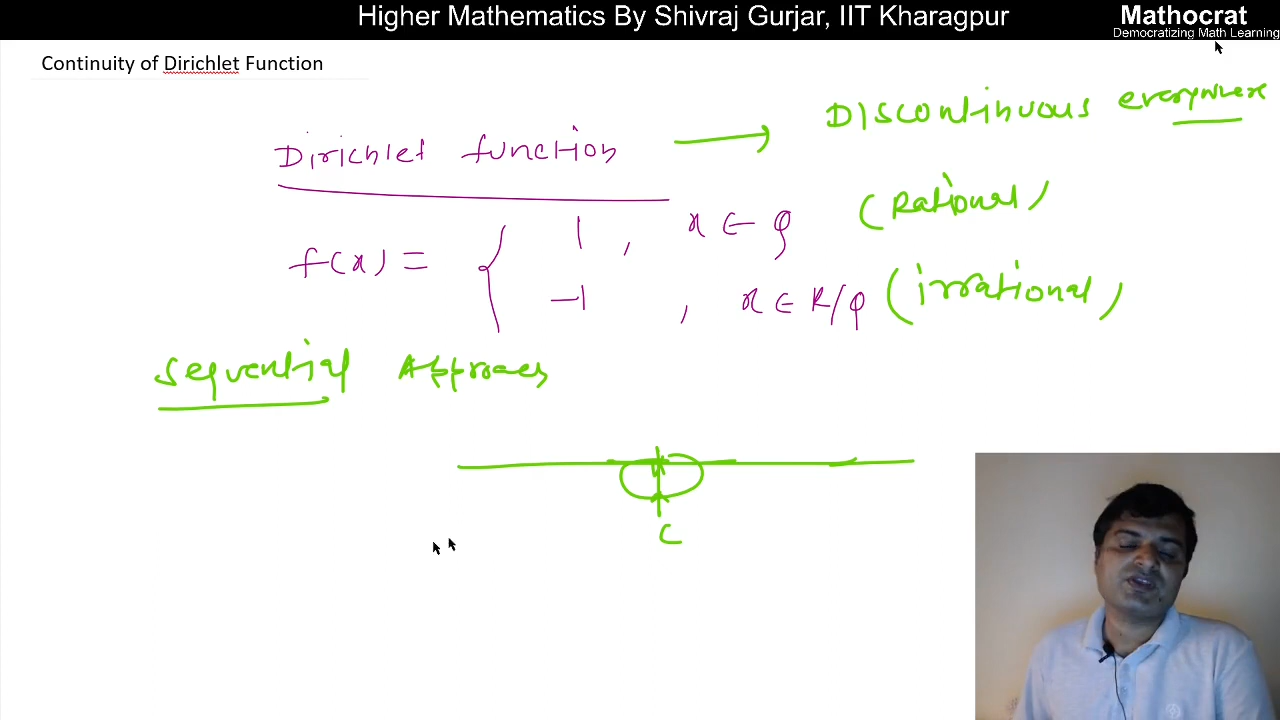 Higher Mathematics By Shivraj Gurjar, IIT Kharagpur
Mathocrat
Democratizing Math Learning
Continuity of Dirichlet Function
Dirichlet function → Discontinuous everywhere
f(x) = { 1 , x ∈ Q (Rational)
-1 , x ∈ R/Q (irrational)
Sequential
C